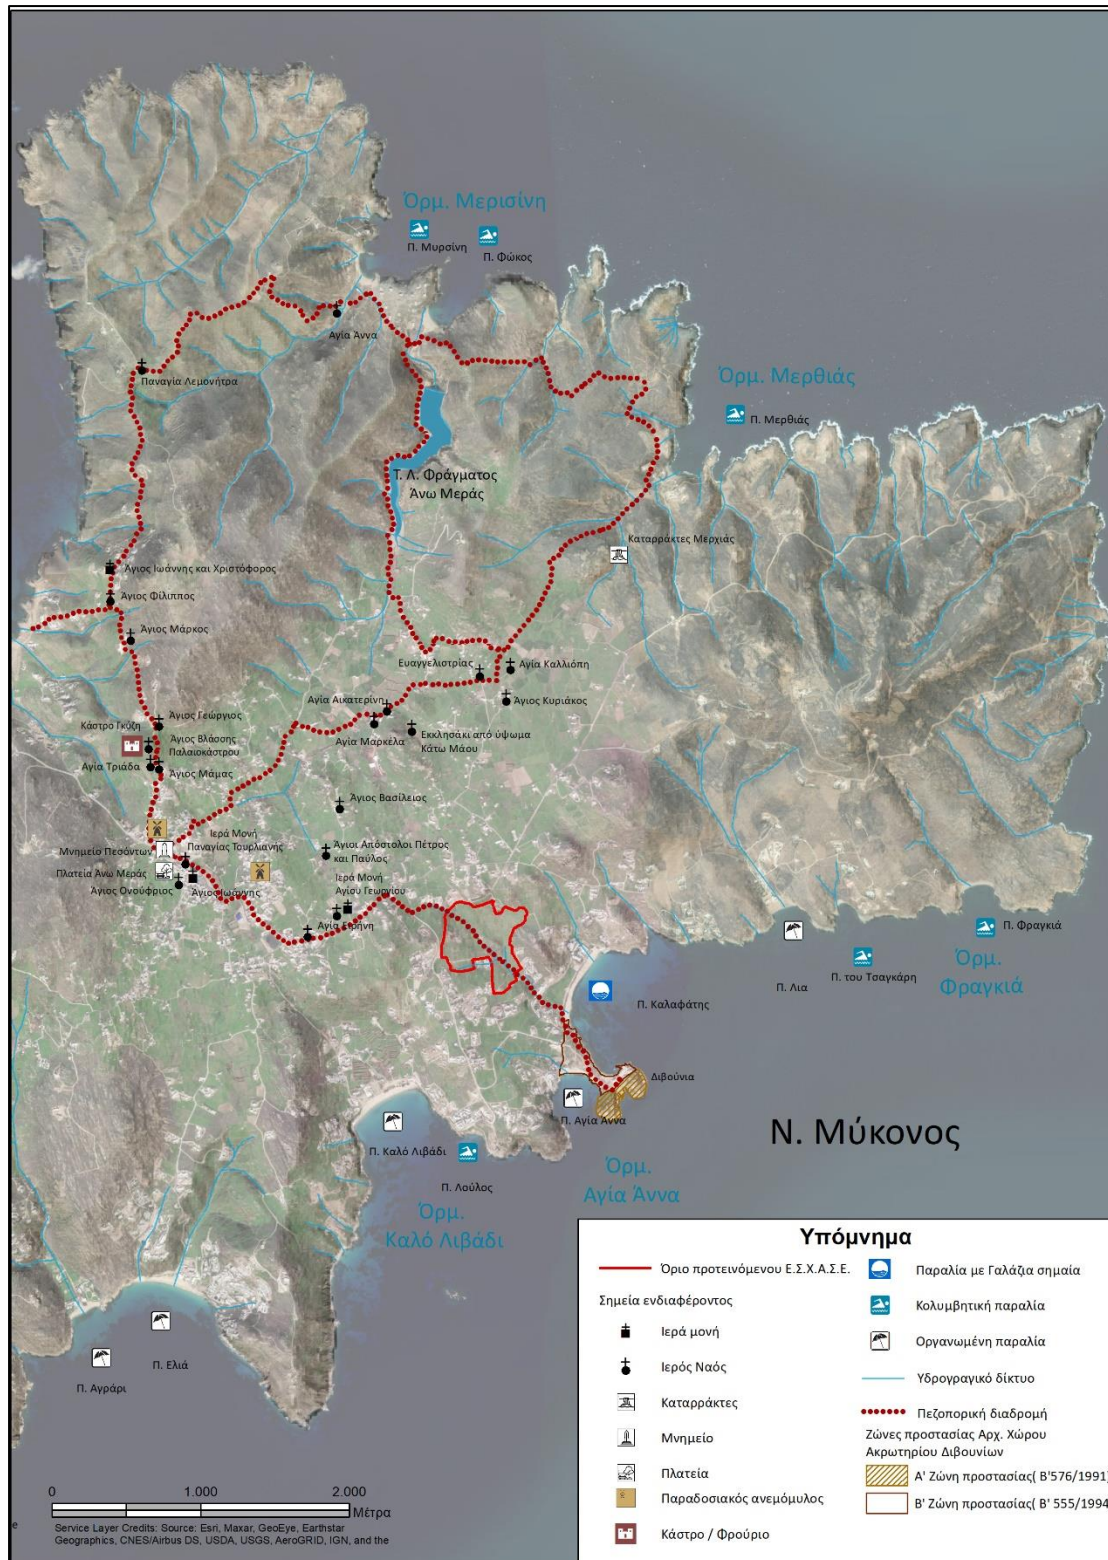 Όρμ. Μερισίνη
Π. Μυρσίνη
Π. Φώκος
Αγία Άννα
Παναγία Λεμονήτρα
Όρμ. Μερθιάς
Π. Μερθιάς
Τ. Λ. Φράγματος
Άνω Μεράς
Καταρράκτες Μερχιάς
Άγιος Ιωάννης και Χριστόφορος
Άγιος Φίλιππος
Άγιος Μάρκος
Ευαγγελιστρίας
Αγία Καλλιόπη
Αγία Αικατερίνη
Άγιος Κυριάκος
Άγιος Γεώργιος
Κάστρο Γκύζη
Άγιος Βλάσσης
Παλαιοκάστρου
Αγία Μαρκέλα
Εκκλησάκι από ύψωμα
Κάτω Μάου
Αγία Τριάδα
Άγιος Μάμας
Άγιος Βασίλειος
Ιερά Μονή
Παναγίας Τουρλιανής
Μνημείο Πεσόντων
Άγιοι Απόστολοι Πέτρος
και Παύλος
Πλατεία Άνω Μεράς
Άγιος Ονούφριος
Άγιος Ιωάννης
Ιερά Μονή
Αγίου Γεωργίου
Αγία Ειρήνη
Π. Φραγκιά
Π. Λια
Π. του Τσαγκάρη
Όρμ.
Φραγκιά
Π. Καλαφάτης
Διβούνια
Π. Αγία Άννα
Ν. Μύκονος
Π. Καλό Λιβάδι
Π. Λούλος
Όρμ.
Αγία Άννα
Όρμ.
Καλό Λιβάδι
Π. Ελιά
Π. Αγράρι
Υπόμνημα
Όριο προτεινόμενου Ε.Σ.Χ.Α.Σ.Ε.
Σημεία ενδιαφέροντος
Ιερά μονή
Ιερός Ναός
Καταρράκτες
Μνημείο
Πλατεία
Παραδοσιακός ανεμόμυλος
Κάστρο / Φρούριο
Παραλία με Γαλάζια σημαία
Κολυμβητική παραλία
Οργανωμένη παραλία
Υδρογραγικό δίκτυο
Πεζοπορική διαδρομή
Ζώνες προστασίας Αρχ. Χώρου
Ακρωτηρίου Διβουνίων
Α' Ζώνη προστασίας( Β'576/1991)
Β' Ζώνη προστασίας( Β' 555/1994
0 1.000 2.000
Μέτρα
e
Service Layer Credits: Source: Esri, Maxar, GeoEye, Earthstar
Geographics, CNES/Airbus DS, USDA, USGS, AeroGRID, IGN, and the